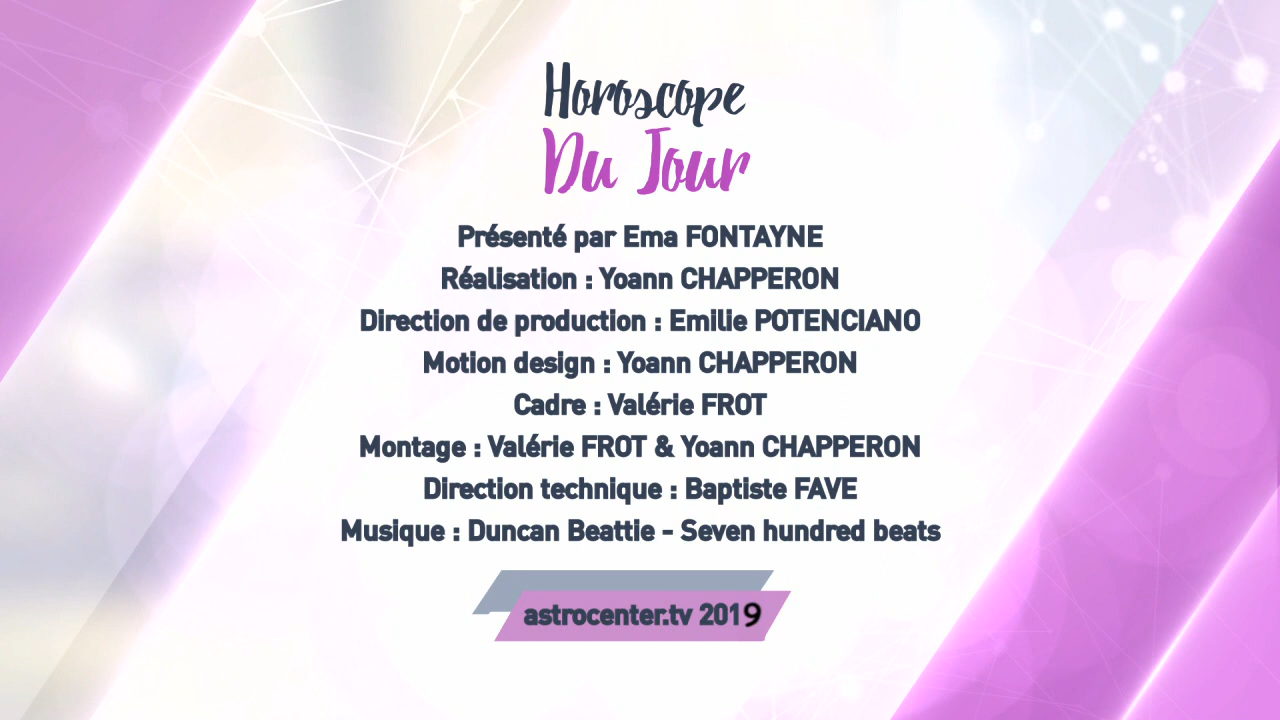 Horoscope
Du Jour
Présenté par Ema FONTAYNE
Réalisation : Yoann CHAPPERON
Direction de production : Emilie POTENCIANO
Motion design : Yoann CHAPPERON
Cadre : Valérie FROT
Montage : Valérie FROT & Yoann CHAPPERON
Direction technique : Baptiste FAVE
Musique : Duncan Beattie - Seven hundred beats
astrocenter.tv 2019